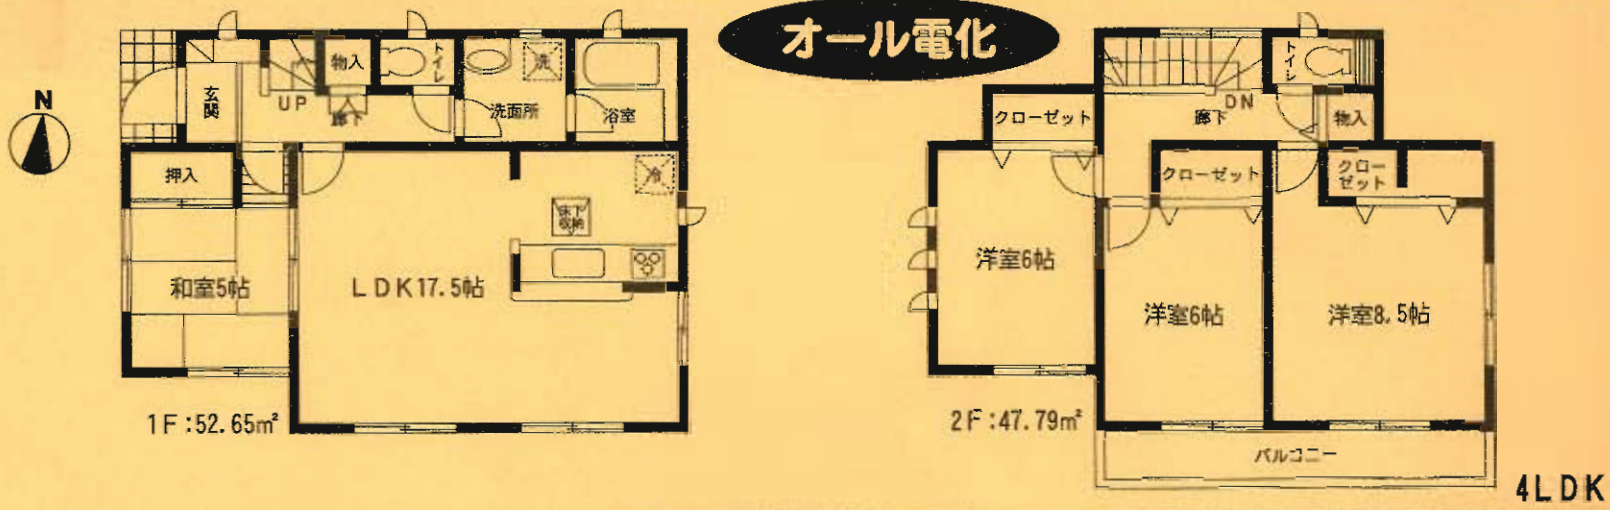 オール電化
N
玄関
UP
物入
トイレ
廊下
洗
洗面所
浴室
押入
冷
床下
収納
和室5帖
LDK17.5帖
1F:52.65㎡
トイレ
DN
廊下
物入
クローゼット
クローゼット
クロー
ゼット
洋室6帖
洋室6帖
洋室8.5帖
2F:47.79㎡
バルコニー
4LDK